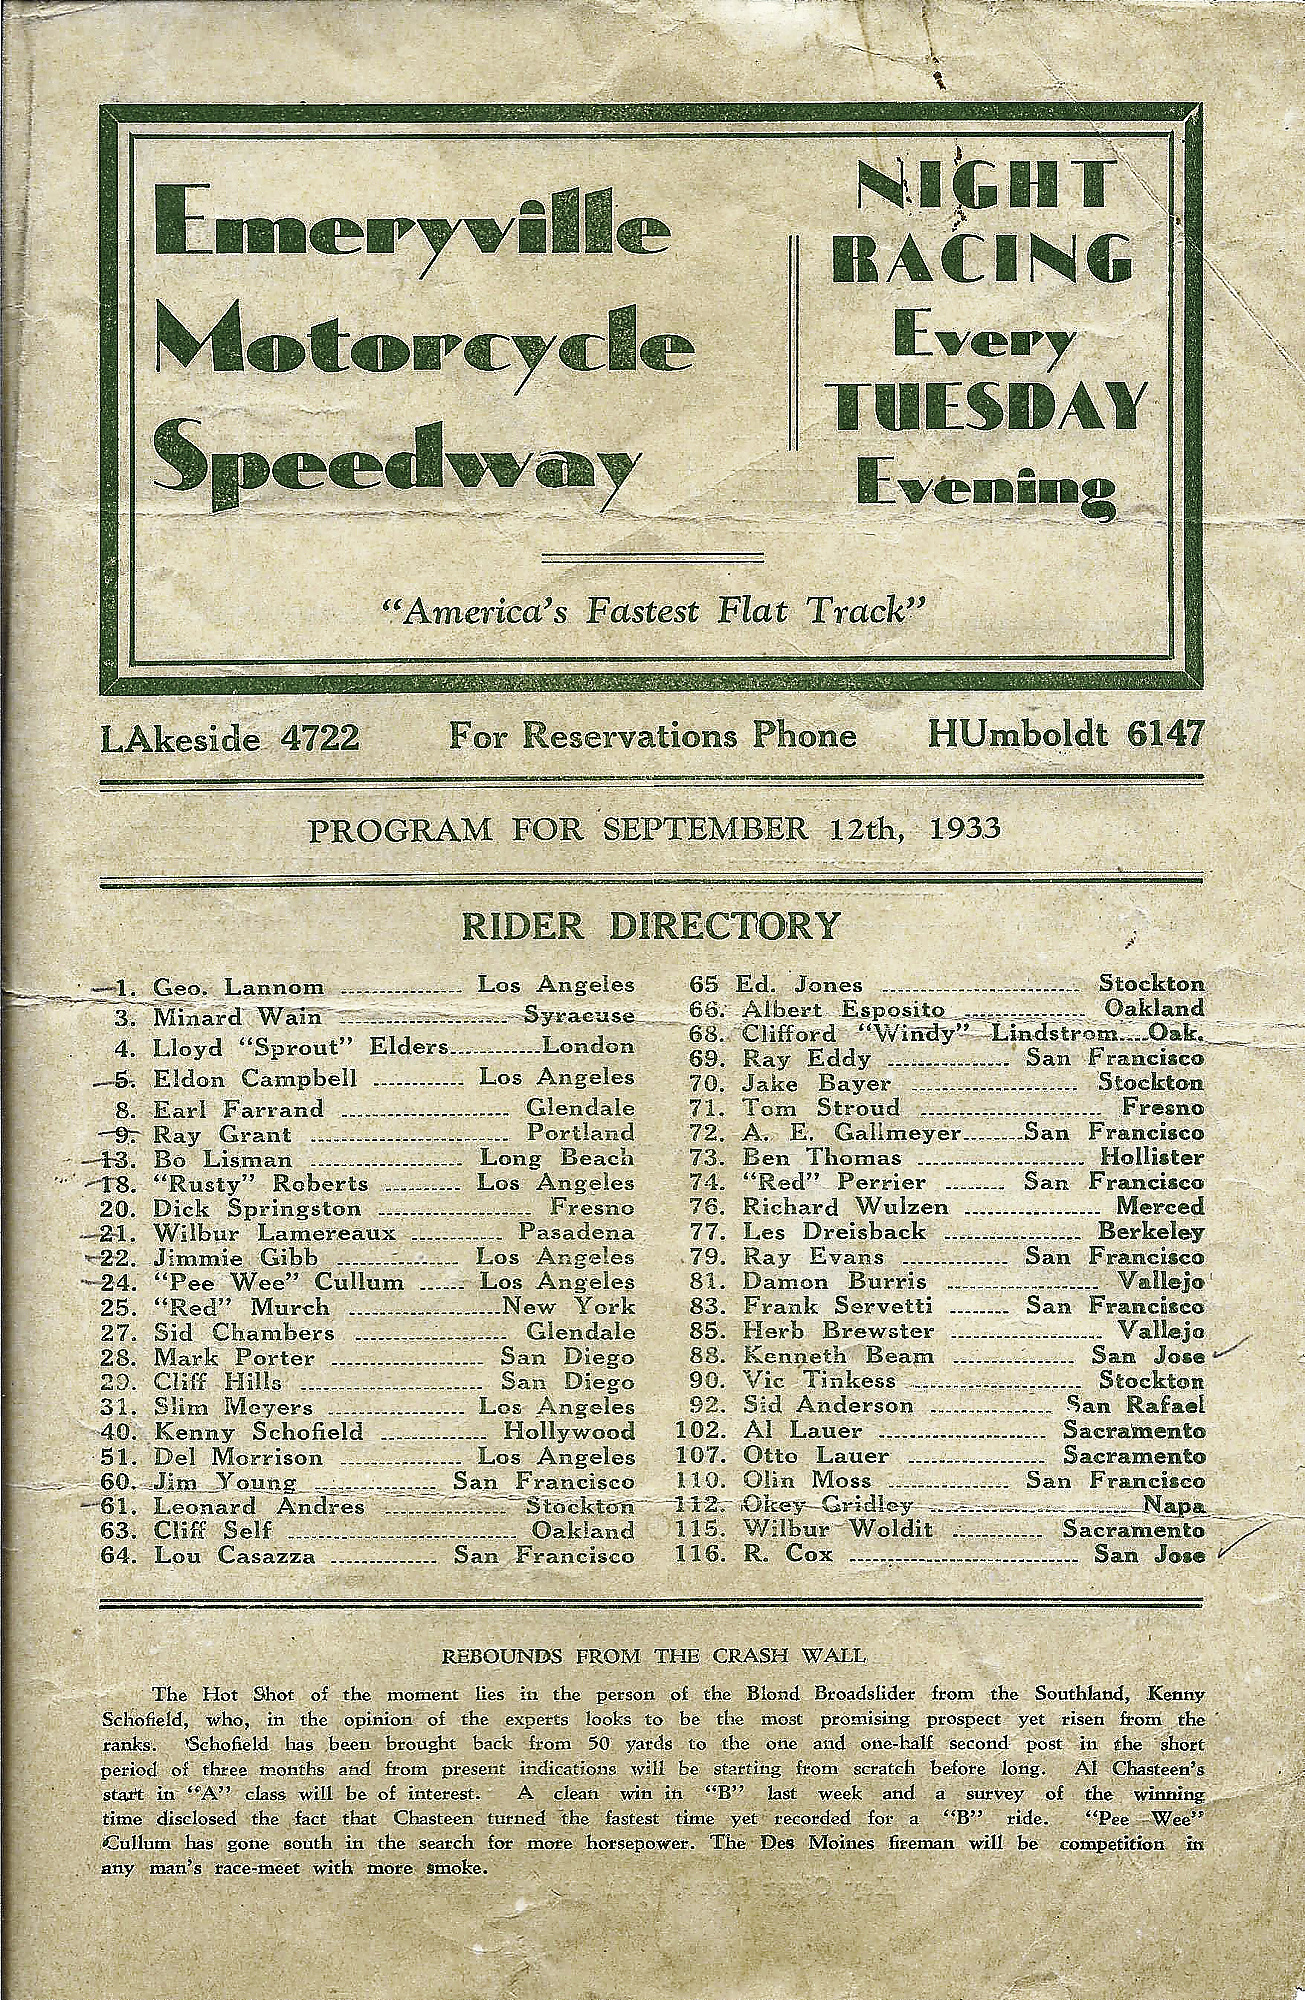 Emeryville
Motorcycle
Speedway
NIGHT
RACING
Every
TUESDAY
Evening
"America's Fastest Flat Track"
LAkeside 4722 For Reservations Phone HUmboldt 6147
PROGRAM FOR SEPTEMBER 12th, 1933
RIDER DIRECTORY
1. Geo. Lannom Los Angeles
3. Minard Wain Syracuse
4. Lloyd "Sprout" Elders London
5. Eldon Campbell Los Angeles
8. Earl Farrand Glendale
9. Ray Grant Portland
13. Bo Lisman Long Beach
18. "Rusty" Roberts Los Angeles
20. Dick Springston Fresno
21. Wilbur Lamereaux Pasadena
22. Jimmie Gibb Los Angeles
24. "Pee Wee" Cullum Los Angeles
25. "Red" Murch New York
27. Sid Chambers Glendale
28. Mark Porter San Diego
29. Cliff Hills San Diego
31. Slim Meyers Los Angeles
40. Kenny Schofield Hollywood
51. Del Morrison Los Angeles
60. Jim Young San Francisco
61. Leonard Andres Stockton
63. Cliff Self Oakland
64. Lou Casazza San Francisco
65 Ed. Jones Stockton
66. Albert Esposito Oakland
68. Clifford "Windy" Lindstrom Oak.
69. Ray Eddy San Francisco
70. Jake Bayer Stockton
71. Tom Stroud Fresno
72. A. E. Gallmeyer San Francisco
73. Ben Thomas Hollister
74. "Red" Perrier San Francisco
76. Richard Wulzen Merced
77. Les Dreisback Berkeley
79. Ray Evans San Francisco
81. Damon Burris Vallejo
83. Frank Servetti San Francisco
85. Herb Brewster Vallejo
88. Kenneth Beam San Jose
90. Vic Tinkess Stockton
92. Sid Anderson San Rafael
102. Al Lauer Sacramento
107. Otto Lauer Sacramento
110. Olin Moss San Francisco
112. Okey Gridley Napa
115. Wilbur Woldit Sacramento
116. R. Cox San Jose
REBOUNDS FROM THE CRASH WALL
The Hot Shot of the moment lies in the person of the Blond Broadslider from the Southland, Kenny
Schofield, who, in the opinion of the experts looks to be the most promising prospect yet risen from the
ranks. Schofield has been brought back from 50 yards to the one and one-half second post in the short
period of three months and from present indications will be starting from scratch before long. Al Chasteen's
start in "A" class will be of interest. A clean win in "B" last week and a survey of the winning
time disclosed the fact that Chasteen turned the fastest time yet recorded for a "B" ride. "Pee Wee"
Cullum has gone south in the search for more horsepower. The Des Moines fireman will be competition in
any man's race-meet with more smoke.